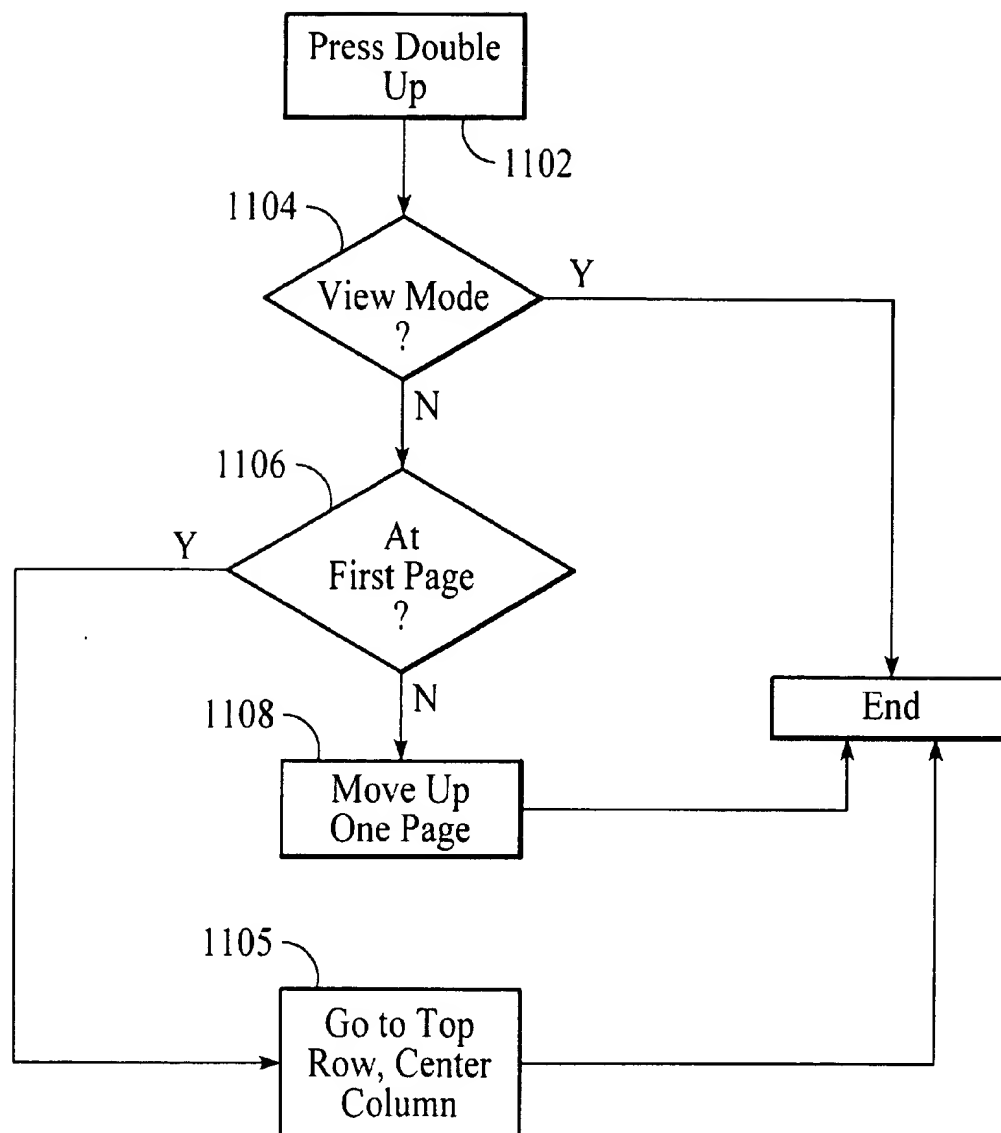 Press Double
Up
1102
1104
View Mode
?
Y
N
1106
Y
At
First Page
?
N
End
1108
Move Up
One Page
1105
Go to Top
Row, Center
Column